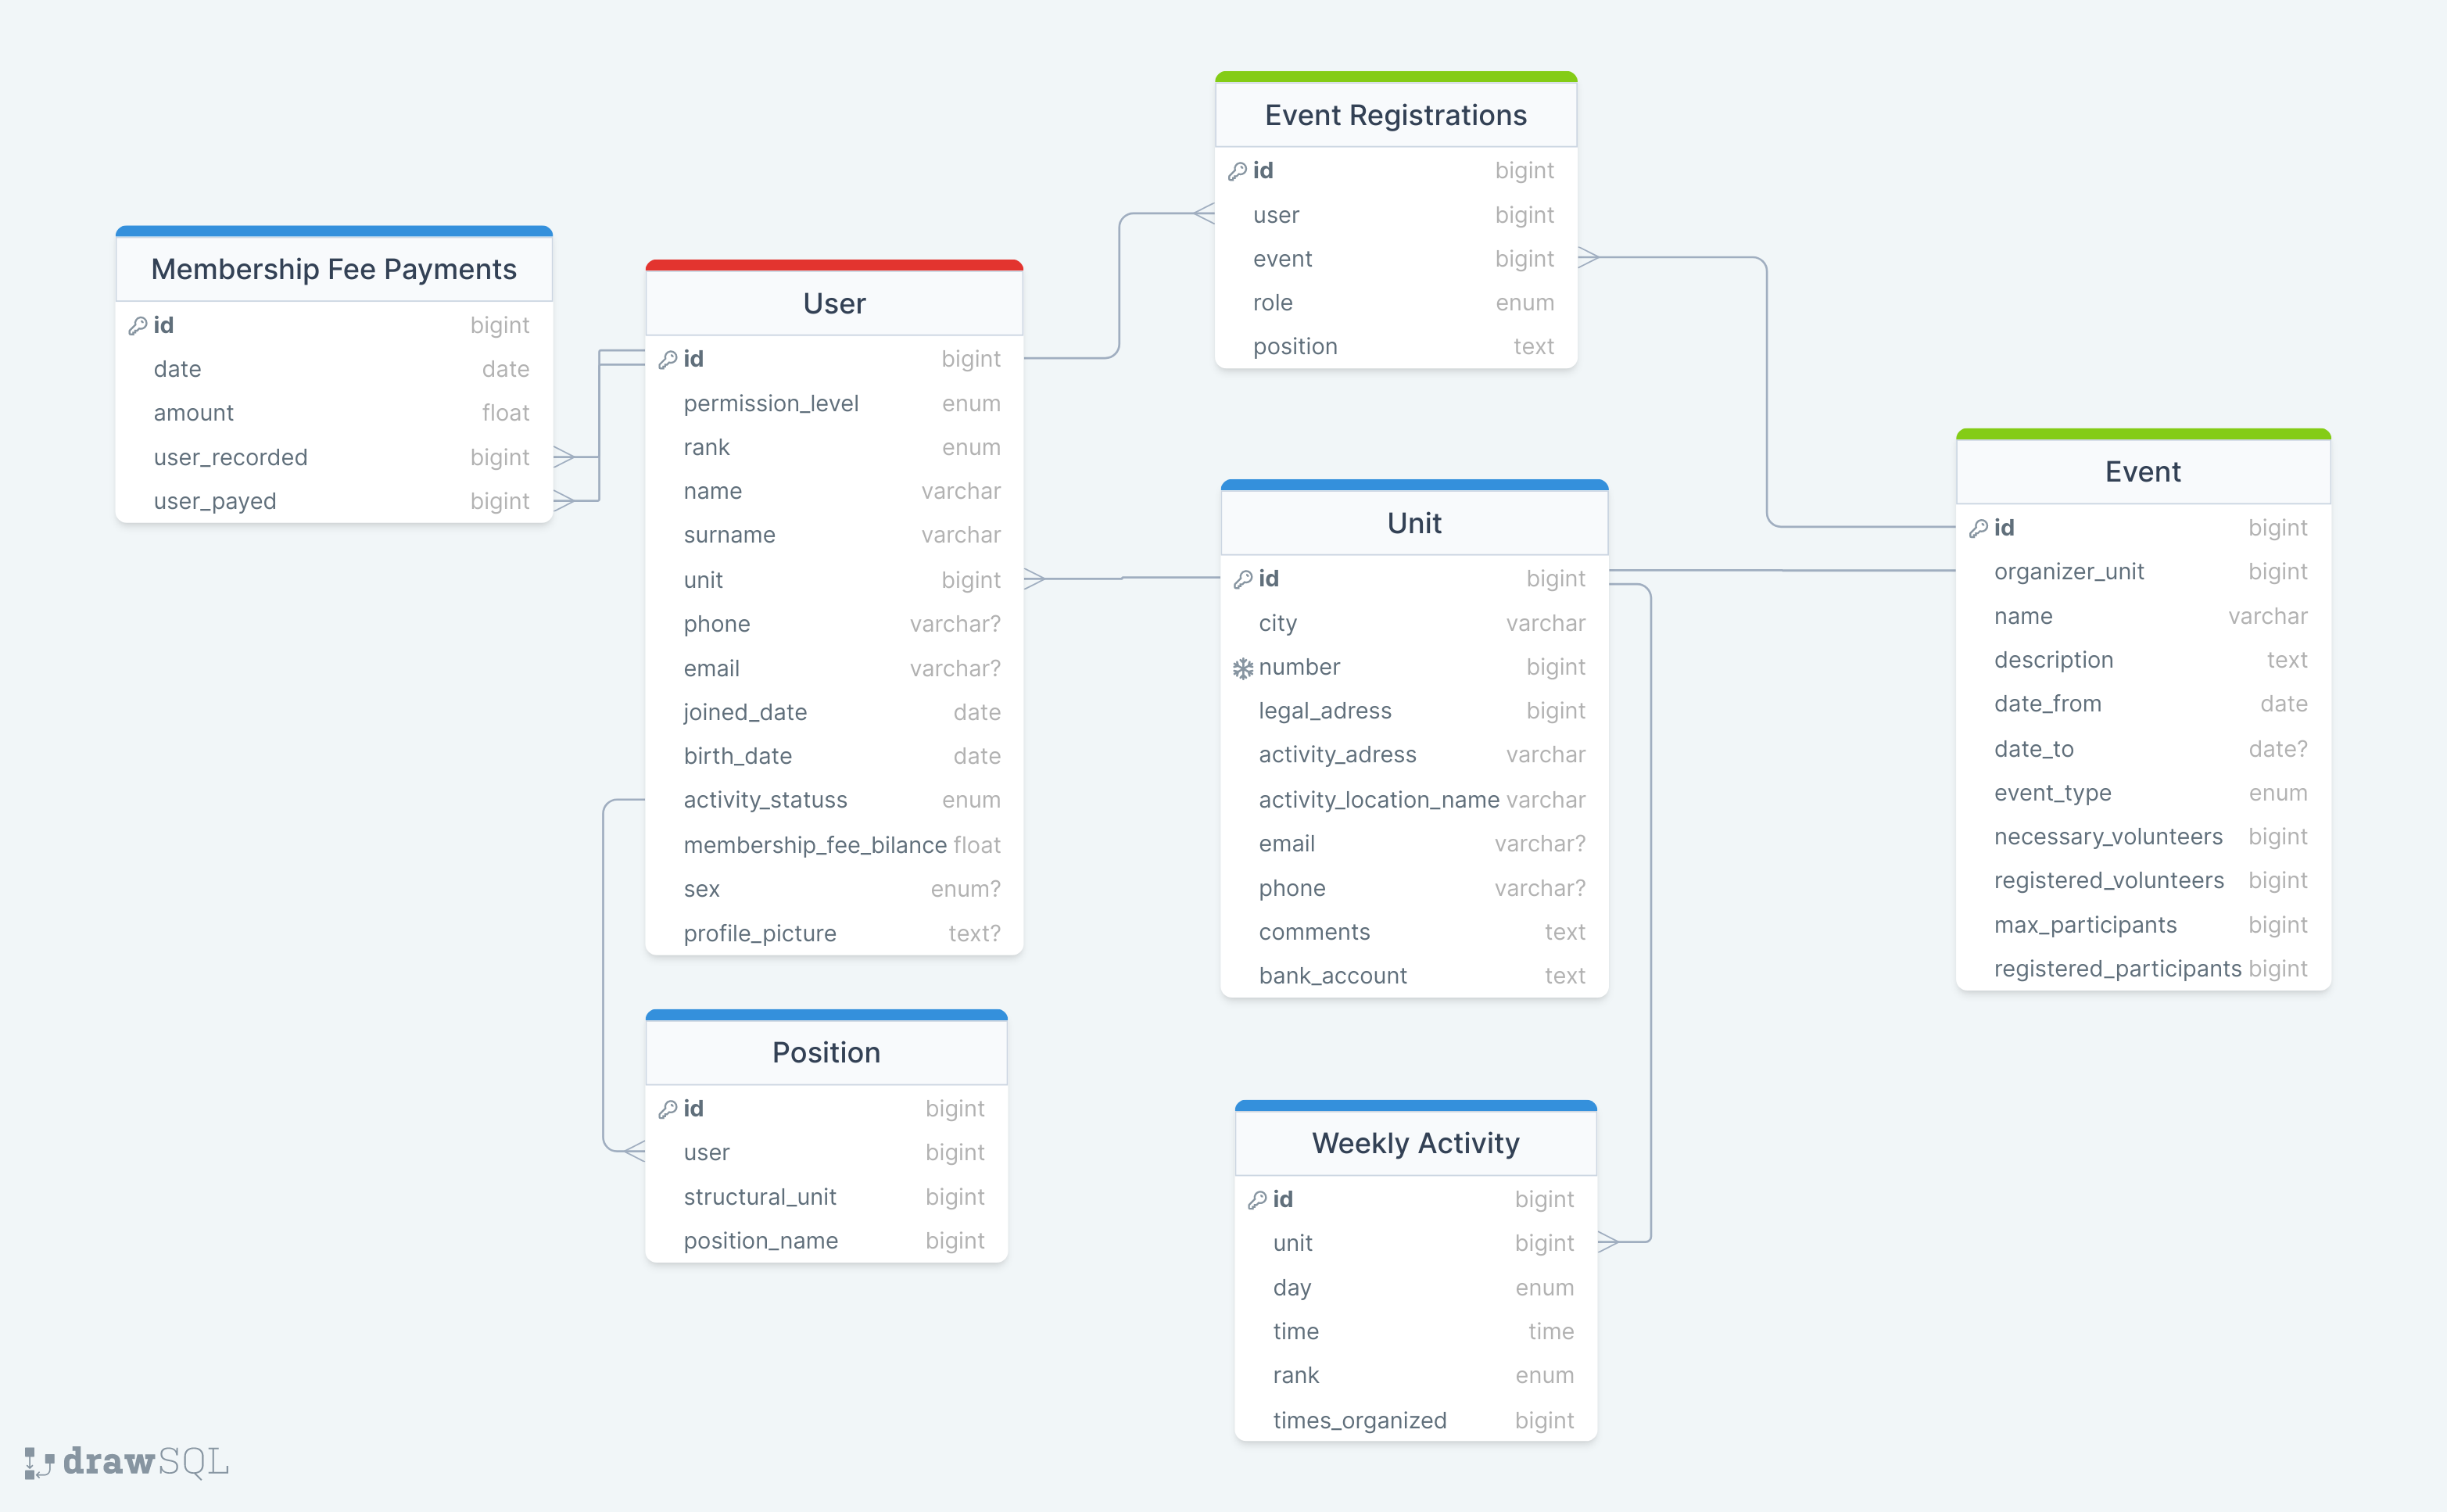 Event Registrations
id bigint
user bigint
event bigint
role enum
position text
Membership Fee Payments
id bigint
date date
amount float
user_recorded bigint
user_payed bigint
User
id bigint
permission_level enum
rank enum
name varchar
surname varchar
unit bigint
phone varchar?
email varchar?
joined_date date
birth_date date
activity_statuss enum
membership_fee_bilance float
sex enum?
profile_picture text?
Unit
id bigint
city varchar
number bigint
legal_adress bigint
activity_adress varchar
activity_location_name varchar
email varchar?
phone varchar?
comments text
bank_account text
Event
id bigint
organizer_unit bigint
name varchar
description text
date_from date
date_to date?
event_type enum
necessary_volunteers bigint
registered_volunteers bigint
max_participants bigint
registered_participants bigint
Position
id bigint
user bigint
structural_unit bigint
position_name bigint
Weekly Activity
id bigint
unit bigint
day enum
time time
rank enum
times_organized bigint
drawSQL